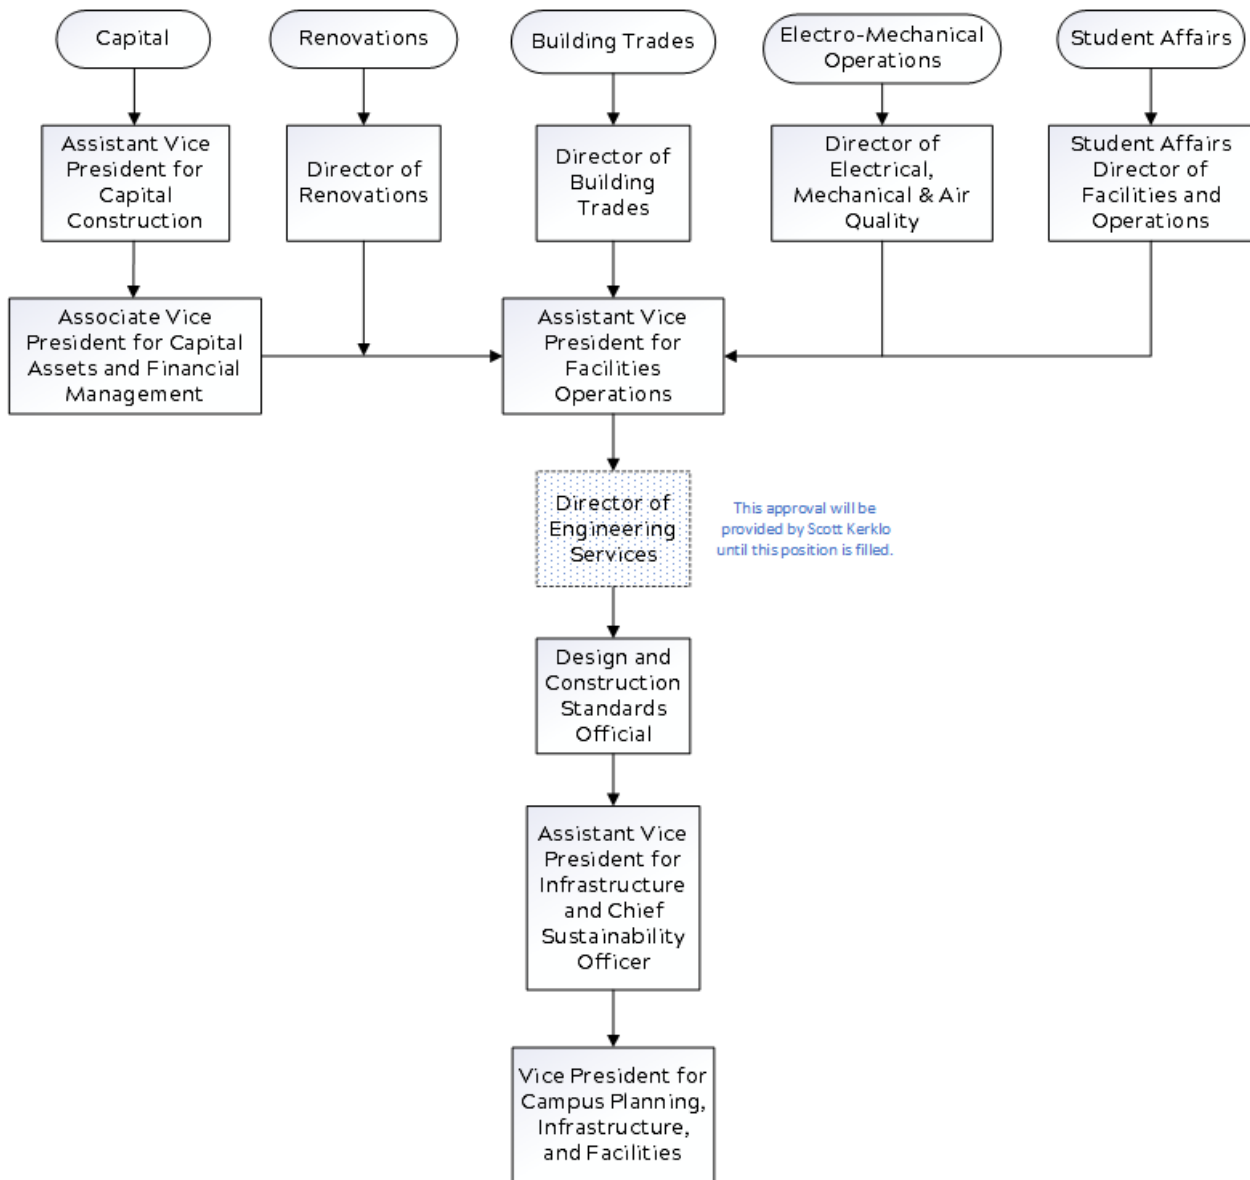 Capital
Renovations
Building Trades
Electro-Mechanical
Operations
Student Affairs
Assistant Vice
President for
Capital
Construction
Director of
Renovations
Director of
Building
Trades
Director of
Electrical,
Mechanical & Air
Quality
Student Affairs
Director of
Facilities and
Operations
Associate Vice
President for Capital
Assets and Financial
Management
Assistant Vice
President for
Facilities
Operations
Director of
Engineering
Services
This approval will be
provided by Scott Kerklo
until this position is filled.
Design and
Construction
Standards
Official
Assistant Vice
President for
Infrastructure
and Chief
Sustainability
Officer
Vice President for
Campus Planning,
Infrastructure,
and Facilities